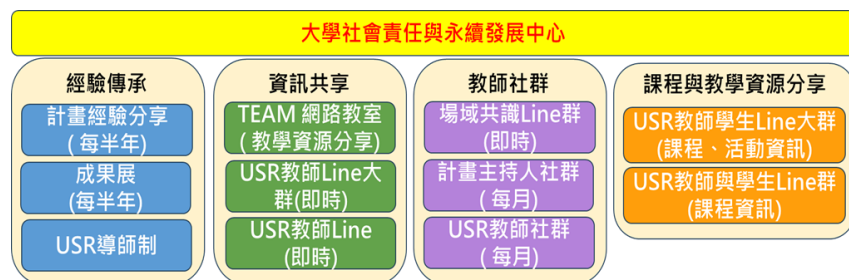 大學社會責任與永續發展中心
經驗傳承
計畫經驗分享
(每半年)
成果展
(每半年)
USR導師制
資訊共享
TEAM 網路教室
(教學資源分享)
USR教師Line大
群(即時)
USR教師Line
(即時)
教師社群
場域共識Line群
(即時)
計畫主持人社群
(每月)
USR教師社群
(每月)
課程與教學資源分享
USR教師學生Line大群
(課程、活動資訊)
USR教師與學生Line群
(課程資訊)